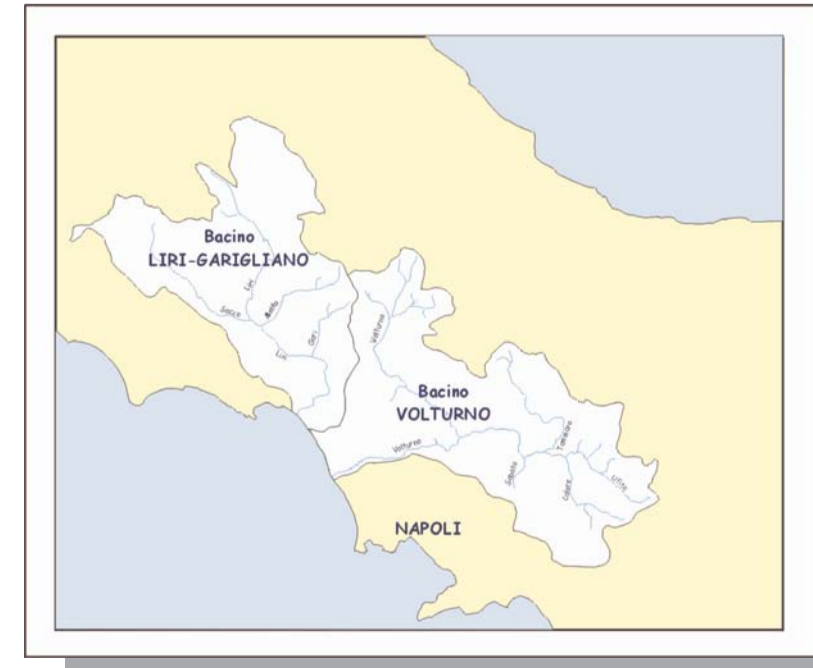 Bacino
LIRI-GARIGLIANO
Liri
Sacco
Melfa
Liri
Gari
Volturno
Bacino
VOLTURNO
Volturno
Tammaro
Sabato
Calore
Ufita
NAPOLI